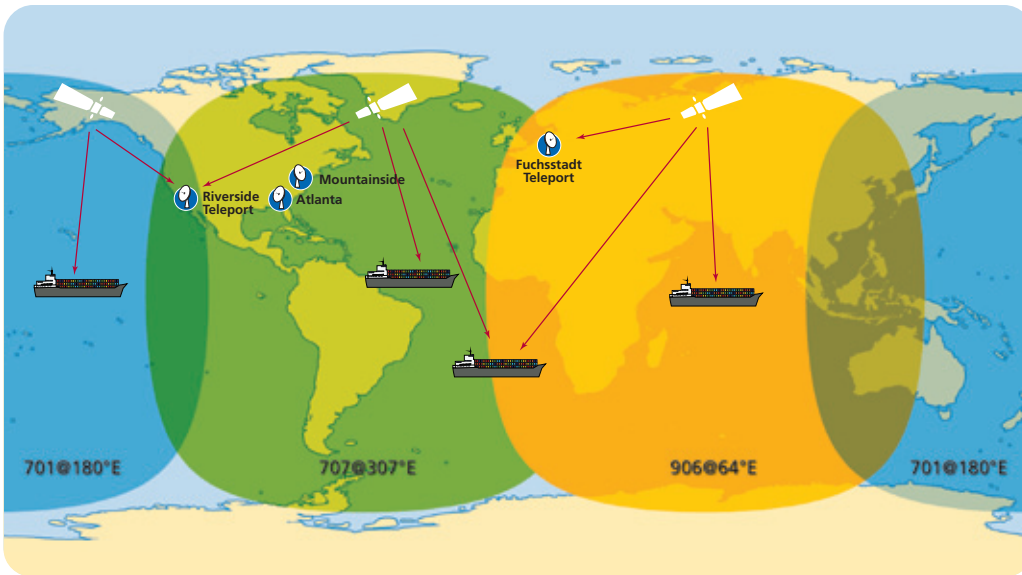 Mountainside
Riverside
Teleport
Atlanta
Fuchsstadt
Teleport
701@180°E
707@307°E
906@64°E
701@180°E